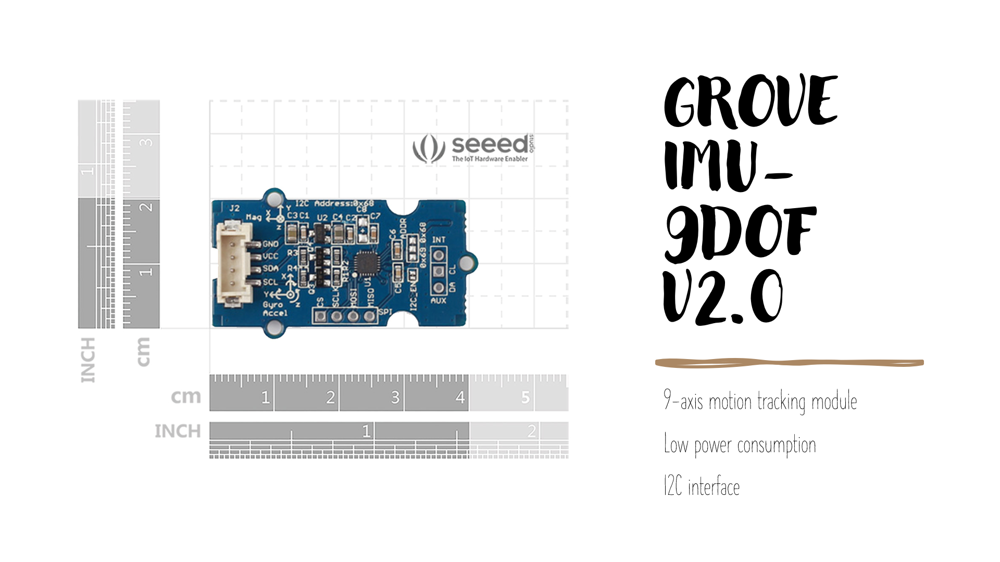 GROVE
IMU-
9DOF
V2.0
9-axis motion tracking module
Low power consumption
I2C interface
seeed
studio
The IoT Hardware Enabler
I2C Address:0x68
J2
Mag
X
Y
Z
C3 C1
U2
C4 C2
C8
C7
GND
VCC
SDA
SCL
R3
R4
X
Y
Z
Gyro
Accel
Q3
R1 R2
U1
C6
C5
ADDR
0x69 0x68
I2C_EN
INT
CL
DA
AUX
CS
SCLK
MOSI
MISO
SPI
3
2
1
1
INCH
cm
cm
1 2 3 4 5
INCH
1 2